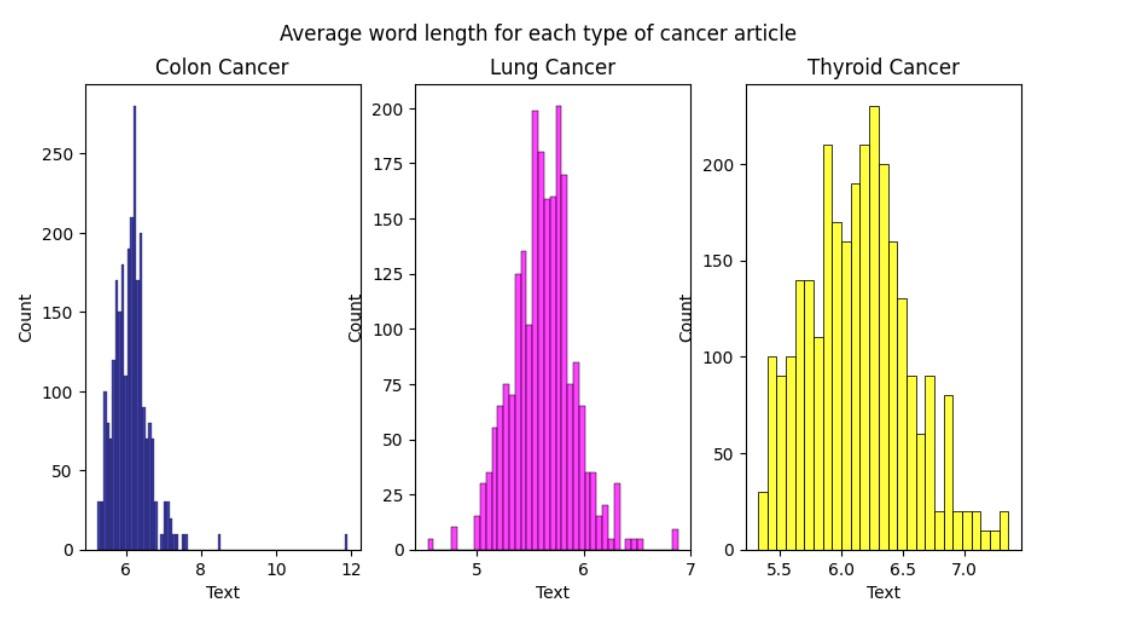 Average word length for each type of cancer article
Colon Cancer
Count
250
200
150
100
50
0
6 8 10 12
Text
Lung Cancer
Count
200
175
150
125
100
75
50
25
0
5 6 7
Text
Thyroid Cancer
Count
200
150
100
50
0
5.5 6.0 6.5 7.0
Text